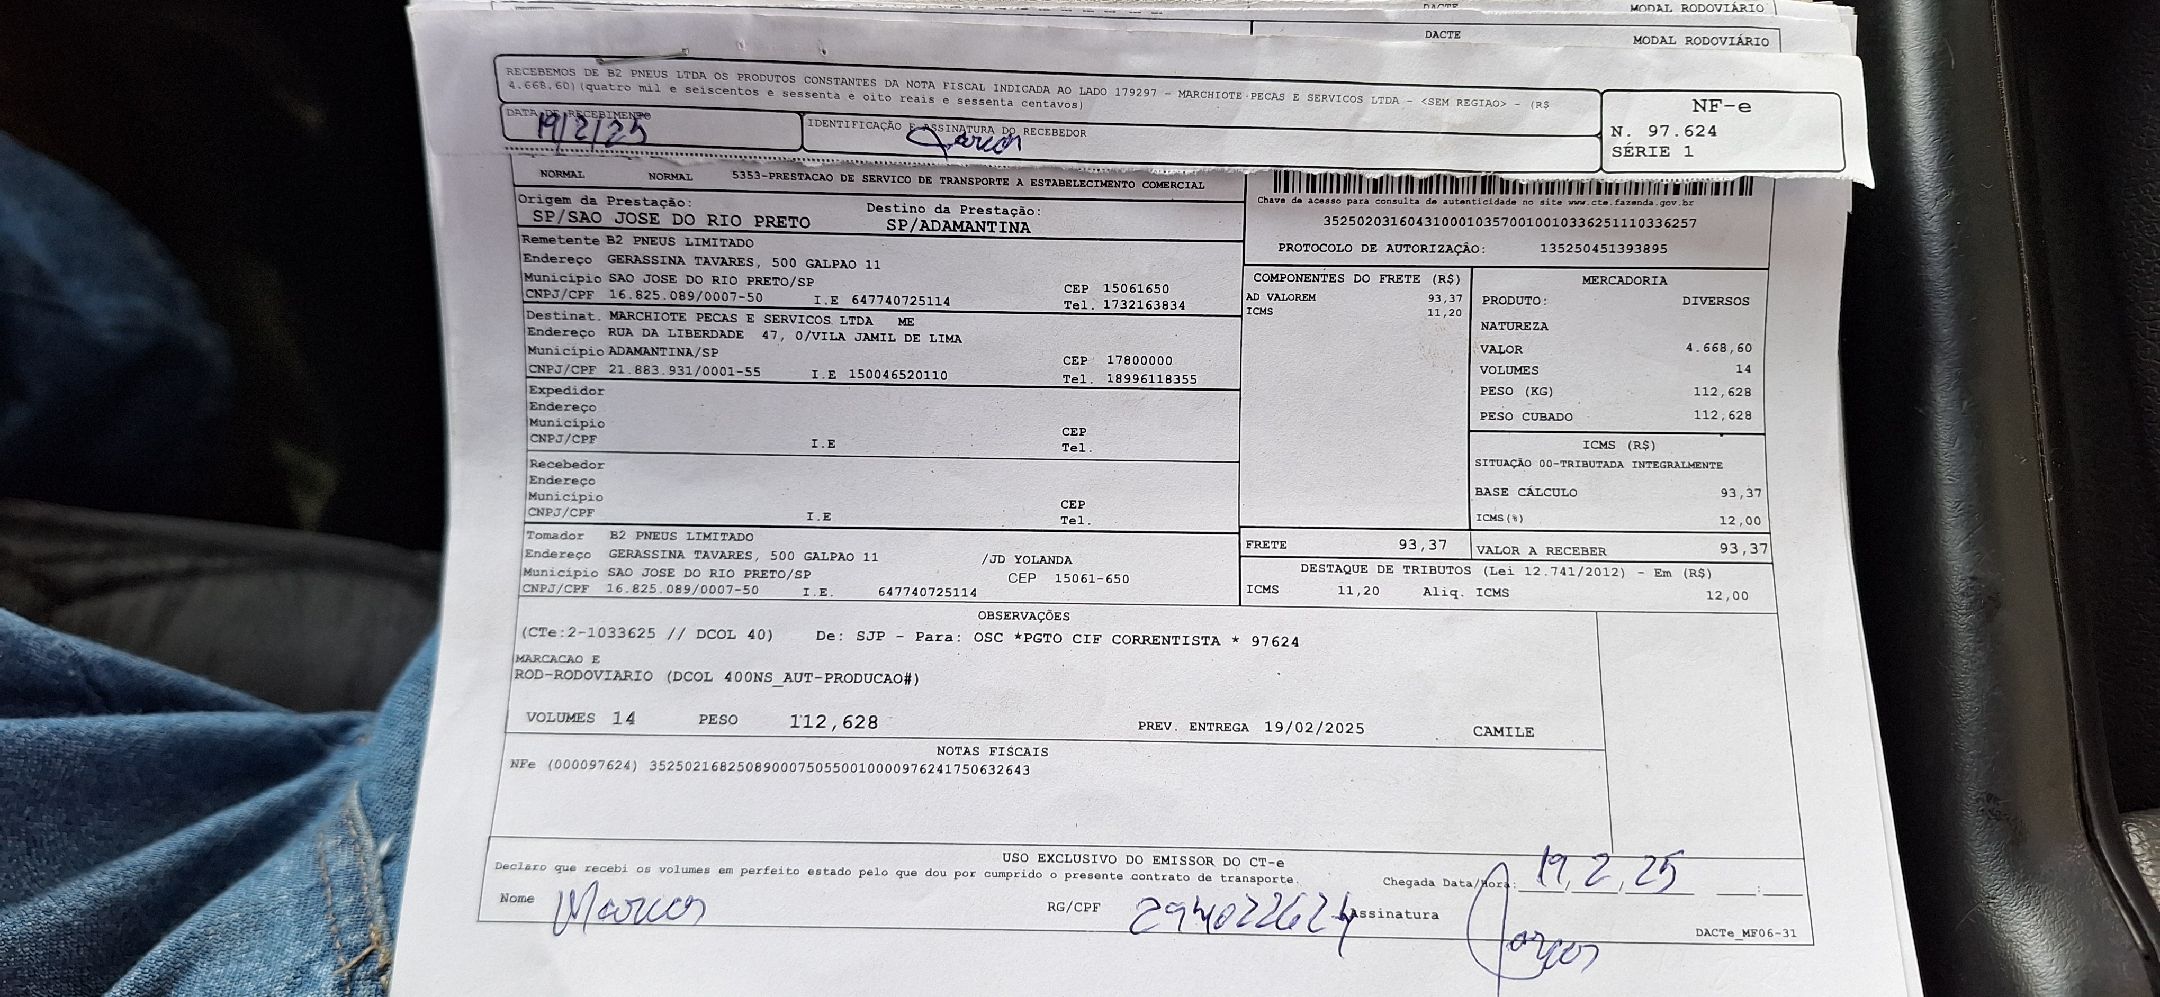 DACTE MODAL RODOVIÁRIO
DACTE MODAL RODOVIÁRIO
RECEBEMOS DE B2 PNEUS LTDA OS PRODUTOS CONSTANTES DA NOTA FISCAL INDICADA AO LADO 179297 - MARCHIOTE PECAS E SERVICOS LTDA - <SEM REGIAO> - (R$
4.668,60)(quatro mil e seiscentos e sessenta e oito reais e sessenta centavos)
NF-e
N. 97.624
SÉRIE 1
DATA DE RECEBIMENTO IDENTIFICAÇÃO E ASSINATURA DO RECEBEDOR
19/2/25 Marcos
NORMAL NORMAL 5353-PRESTACAO DE SERVICO DE TRANSPORTE A ESTABELECIMENTO COMERCIAL
Origem da Prestação: Destino da Prestação:
SP/SAO JOSE DO RIO PRETO SP/ADAMANTINA
Chave de acesso para consulta de autenticidade no site www.cte.fazenda.gov.br
35250203160431000103570010010336251110336257
PROTOCOLO DE AUTORIZAÇÃO: 135250451393895
Remetente B2 PNEUS LIMITADO
Endereço GERASSINA TAVARES, 500 GALPAO 11
Município SAO JOSE DO RIO PRETO/SP CEP 15061650
CNPJ/CPF 16.825.089/0007-50 I.E 647740725114 Tel. 1732163834
Destinat. MARCHIOTE PECAS E SERVICOS LTDA ME
Endereço RUA DA LIBERDADE 47, 0/VILA JAMIL DE LIMA
Município ADAMANTINA/SP CEP 17800000
CNPJ/CPF 21.883.931/0001-55 I.E 150046520110 Tel. 18996118355
Expedidor
Endereço
Município CEP
CNPJ/CPF I.E Tel.
Recebedor
Endereço
Município CEP
CNPJ/CPF I.E Tel.
Tomador B2 PNEUS LIMITADO
Endereço GERASSINA TAVARES, 500 GALPAO 11 /JD YOLANDA
Município SAO JOSE DO RIO PRETO/SP CEP 15061-650
CNPJ/CPF 16.825.089/0007-50 I.E. 647740725114
COMPONENTES DO FRETE (R$)
AD VALOREM 93,37
ICMS 11,20
MERCADORIA
PRODUTO: DIVERSOS
NATUREZA
VALOR 4.668,60
VOLUMES 14
PESO (KG) 112,628
PESO CUBADO 112,628
ICMS (R$)
SITUAÇÃO 00-TRIBUTADA INTEGRALMENTE
BASE CÁLCULO 93,37
ICMS(%) 12,00
FRETE 93,37 VALOR A RECEBER 93,37
DESTAQUE DE TRIBUTOS (Lei 12.741/2012) - Em (R$)
ICMS 11,20 Aliq. ICMS 12,00
OBSERVAÇÕES
(CTe:2-1033625 // DCOL 40) De: SJP - Para: OSC *PGTO CIF CORRENTISTA * 97624
MARCACAO E
ROD-RODOVIARIO (DCOL 400NS_AUT-PRODUCAO#)
VOLUMES 14 PESO 112,628 PREV. ENTREGA 19/02/2025 CAMILE
NOTAS FISCAIS
NFe (000097624) 35250216825089000750550010000976241750632643
USO EXCLUSIVO DO EMISSOR DO CT-e
Declaro que recebi os volumes em perfeito estado pelo que dou por cumprido o presente contrato de transporte. Chegada Data/Hora: 19, 2, 25 :
Nome Marcos RG/CPF 294022624 Assinatura Marcos
DACTe_MF06-31